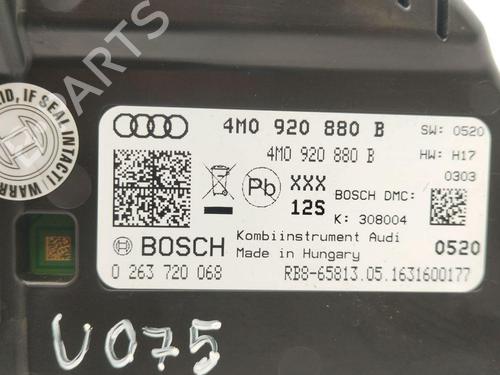 4M0 920 880 B SW: 0520
4M0 920 880 B HW: H17
0303
Pb XXX BOSCH DMC:
12S K: 308004
BOSCH Kombiinstrument Audi 0520
Made in Hungary
0 263 720 068 RB8-65813.05.1631600177
ID, IF SEAL INTACT! WARR
U075